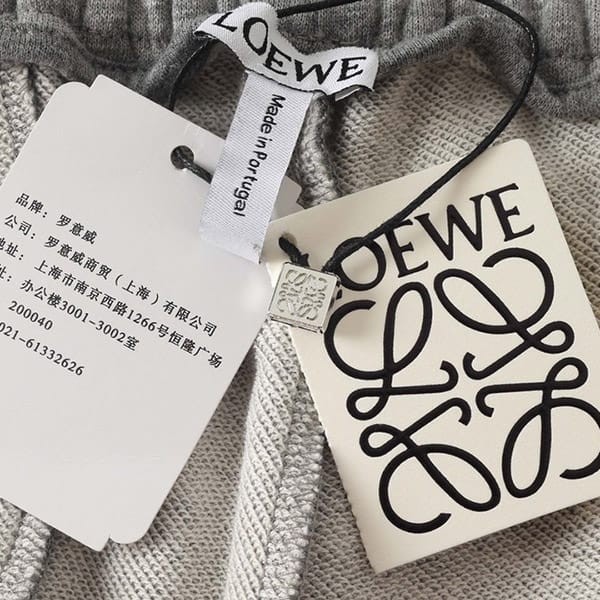 LOEWE
Made in Portugal
品牌：罗意威
公司：罗意威商贸（上海）有限公司
地址：上海市南京西路1266号恒隆广场
办公楼3001-3002室
200040
021-61332626
LOEWE